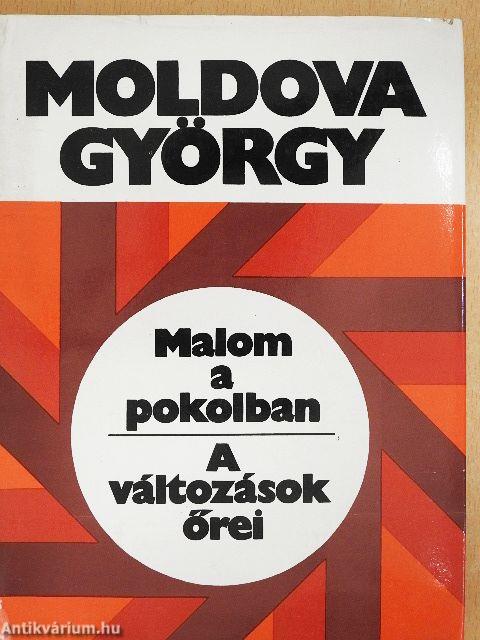 MOLDOVA
GYÖRGY
Malom
a
pokolban
A
változások
őrei
Antikvárium.hu